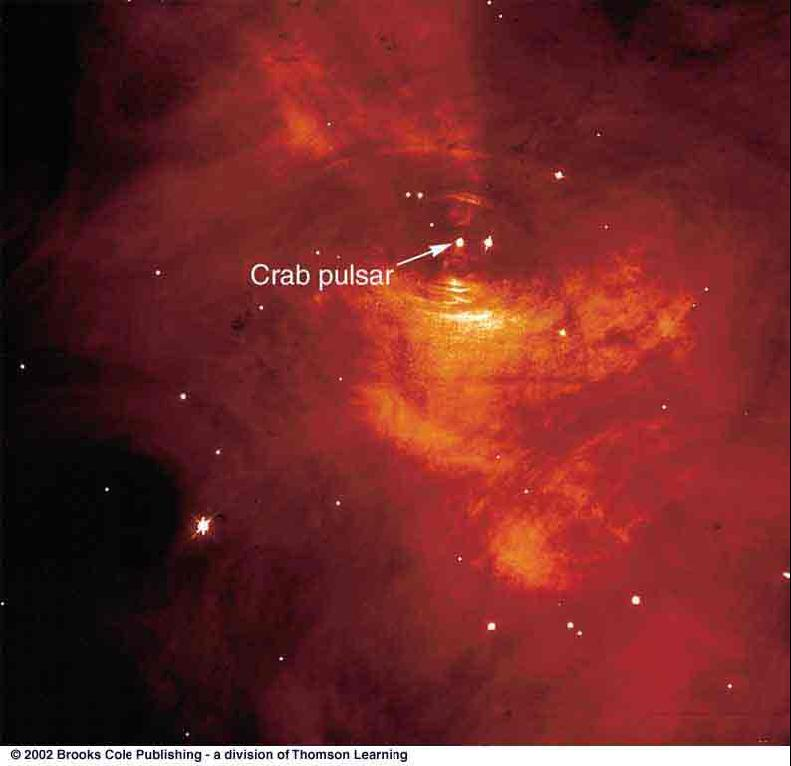 Crab pulsar
© 2002 Brooks Cole Publishing - a division of Thomson Learning